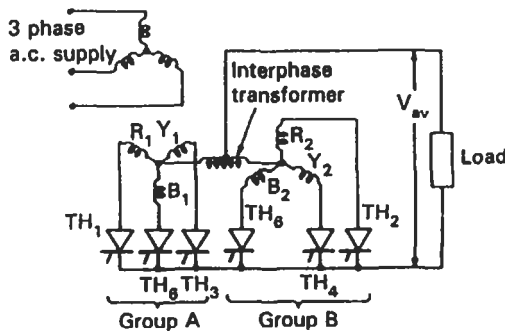 3 phase
a.c. supply
Interphase
transformer
V_av
Load
R_1 Y_1
R_2
B_1
B_2
Y_2
TH_1
TH_6
TH_2
TH_6 TH_3
TH_4
Group A
Group B